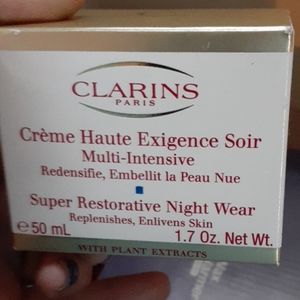 CLARINS
PARIS
Crème Haute Exigence Soir
Multi-Intensive
Redensifie, Embellit la Peau Nue
Super Restorative Night Wear
Replenishes, Enlivens Skin
e 50 mL 1.7 Oz. Net Wt.
WITH PLANT EXTRACTS